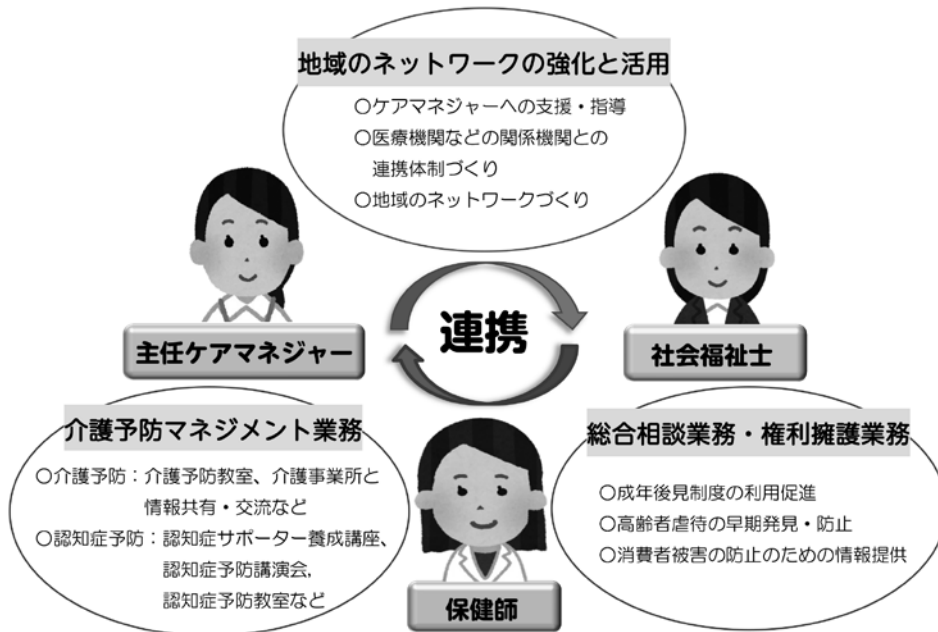 地域のネットワークの強化と活用
○ケアマネジャーへの支援・指導
○医療機関などの関係機関との
連携体制づくり
○地域のネットワークづくり
連携
主任ケアマネジャー
社会福祉士
介護予防マネジメント業務
○介護予防：介護予防教室、介護事業所と
情報共有・交流など
○認知症予防：認知症サポーター養成講座、
認知症予防講演会,
認知症予防教室など
総合相談業務・権利擁護業務
○成年後見制度の利用促進
○高齢者虐待の早期発見・防止
○消費者被害の防止のための情報提供
保健師